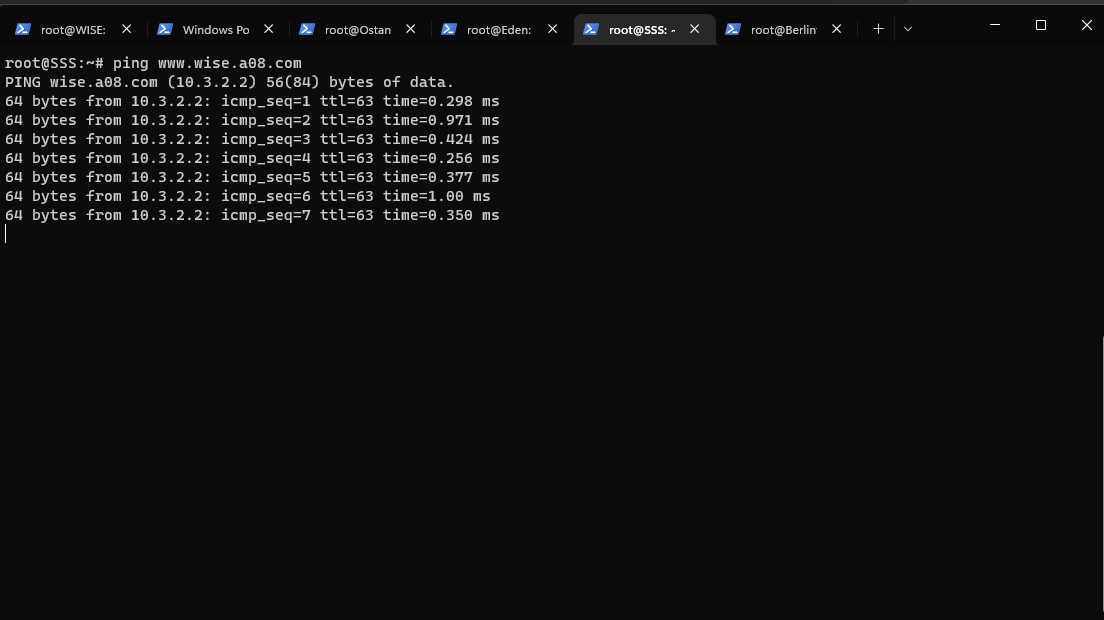 root@WISE: Windows Po root@Ostan root@Eden: root@SSS: ~ root@Berlin
root@SSS:~# ping www.wise.a08.com
PING wise.a08.com (10.3.2.2) 56(84) bytes of data.
64 bytes from 10.3.2.2: icmp_seq=1 ttl=63 time=0.298 ms
64 bytes from 10.3.2.2: icmp_seq=2 ttl=63 time=0.971 ms
64 bytes from 10.3.2.2: icmp_seq=3 ttl=63 time=0.424 ms
64 bytes from 10.3.2.2: icmp_seq=4 ttl=63 time=0.256 ms
64 bytes from 10.3.2.2: icmp_seq=5 ttl=63 time=0.377 ms
64 bytes from 10.3.2.2: icmp_seq=6 ttl=63 time=1.00 ms
64 bytes from 10.3.2.2: icmp_seq=7 ttl=63 time=0.350 ms